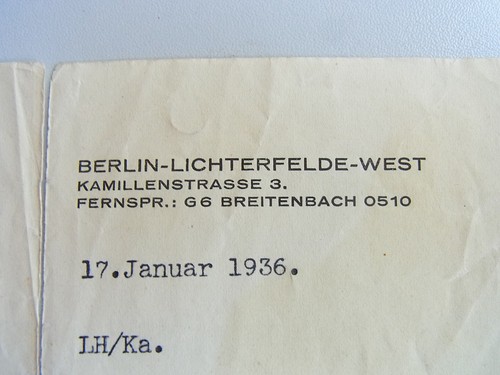 BERLIN-LICHTERFELDE-WEST
KAMILLENSTRASSE 3.
FERNSPR.: G6 BREITENBACH 0510
17.Januar 1936.
LH/Ka.